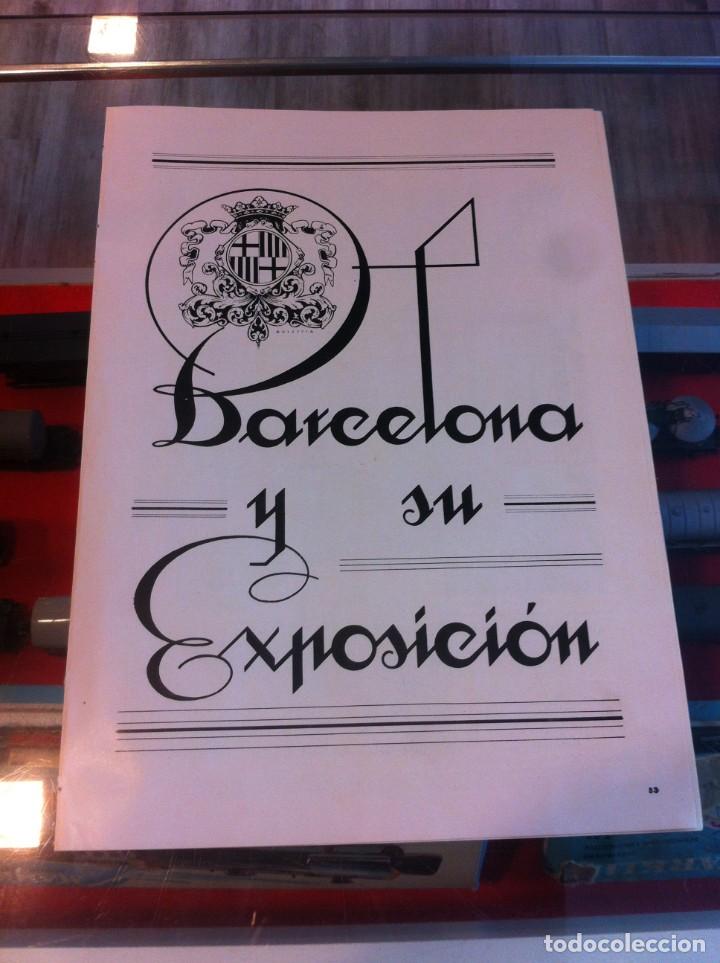 Barcelona
y su
Exposición
53
todocoleccion